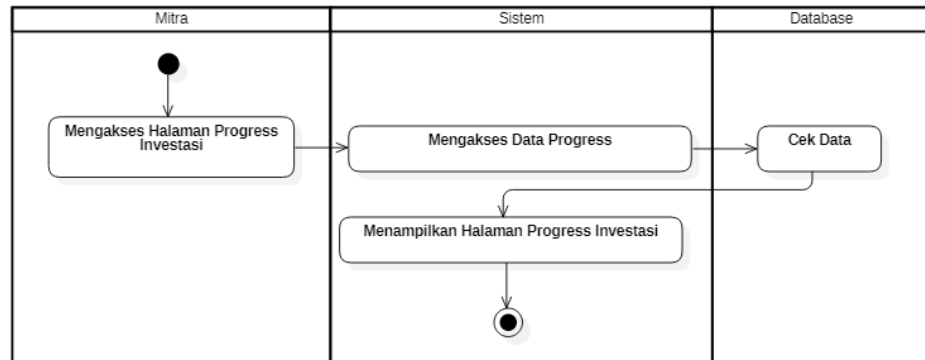 Mitra
Sistem
Database
Mengakses Halaman Progress
Investasi
Mengakses Data Progress
Cek Data
Menampilkan Halaman Progress Investasi